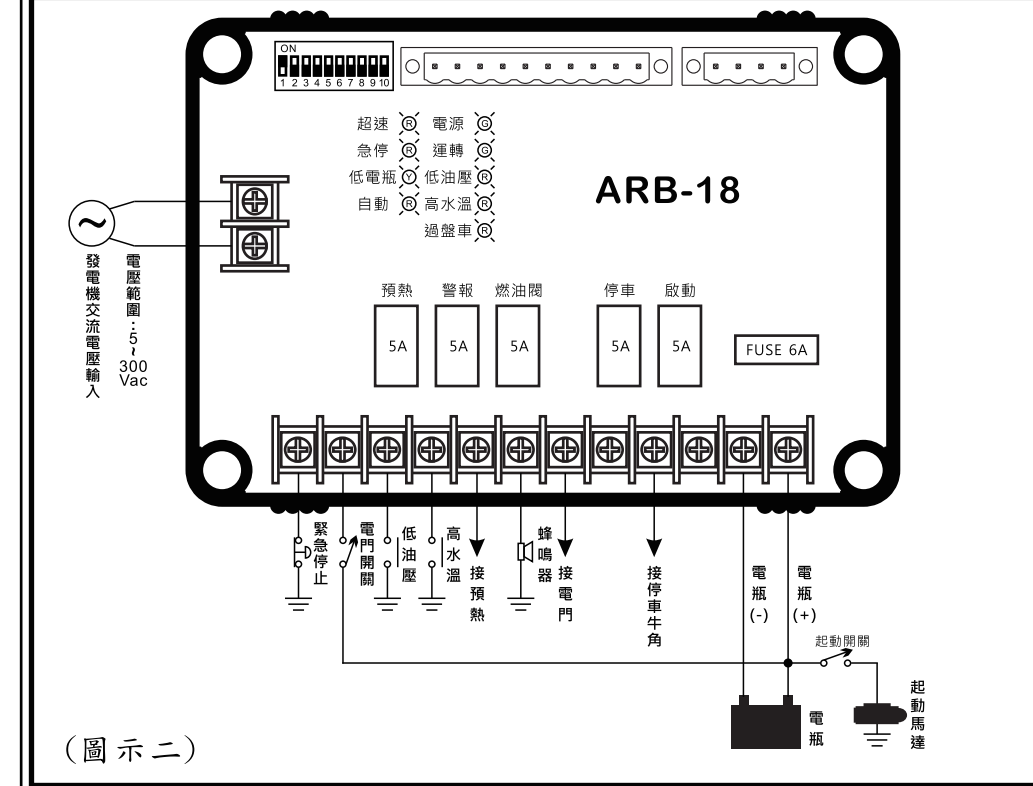 ON
1 2 3 4 5 6 7 8 9 10
超速 R 電源 G
急停 R 運轉 G
低電瓶 Y 低油壓 R
自動 R 高水溫 R
過盤車 R
ARB-18
發電機交流電壓輸入
電壓範圍：5~300Vac
預熱 警報 燃油閥 停車 啟動
5A 5A 5A 5A 5A
FUSE 6A
緊急停止
電門開關
低油壓
高水溫
接預熱
蜂鳴器
接電門
接停車牛角
電瓶(-)
電瓶(+)
起動開關
起動馬達
電瓶
(圖示二)